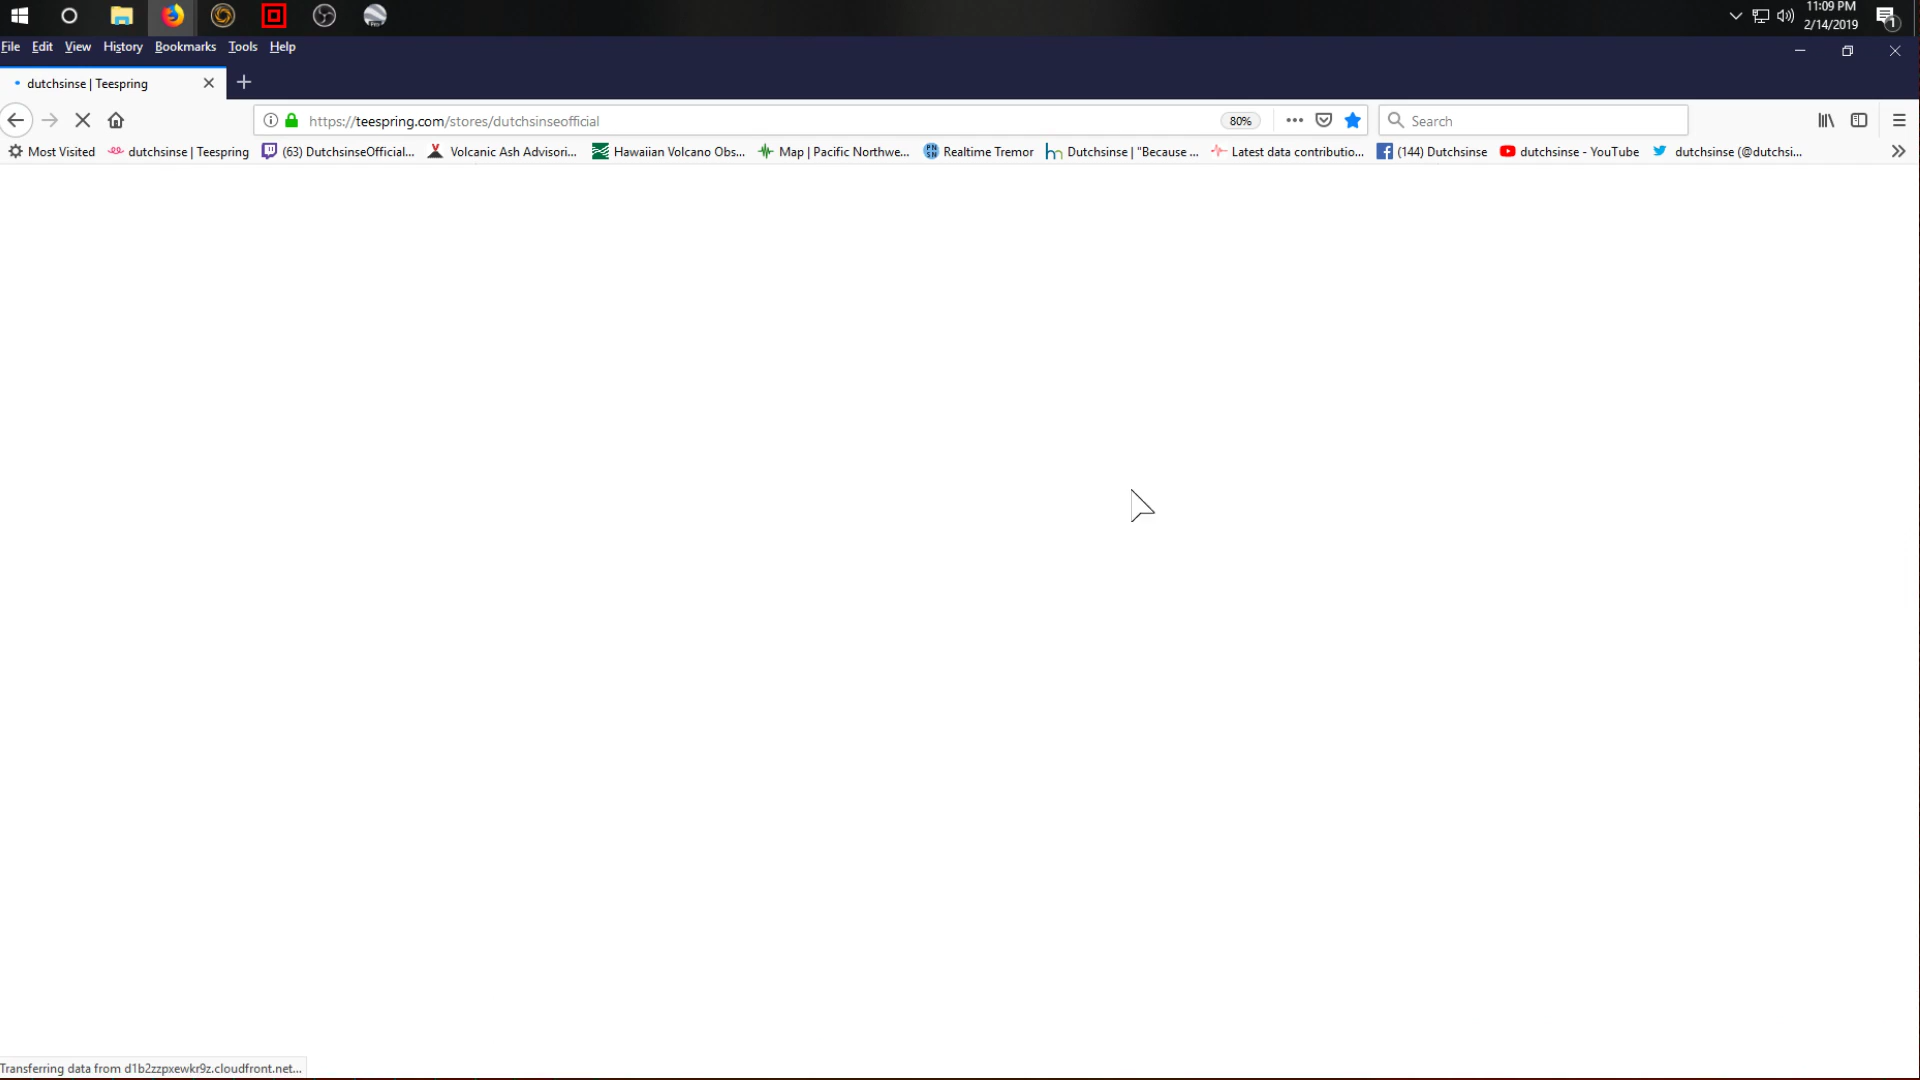 11:09 PM
2/14/2019
1
File Edit View History Bookmarks Tools Help
dutchsinse | Teespring
https://teespring.com/stores/dutchsinseofficial 80% Search
Most Visited dutchsinse | Teespring (63) DutchsinseOfficial... Volcanic Ash Advisori... Hawaiian Volcano Obs... Map | Pacific Northwe... PNSN Realtime Tremor Dutchsinse | "Because ... Latest data contributio... (144) Dutchsinse dutchsinse - YouTube dutchsinse (@dutchsi...
Transferring data from d1b2zzpxewkr9z.cloudfront.net...